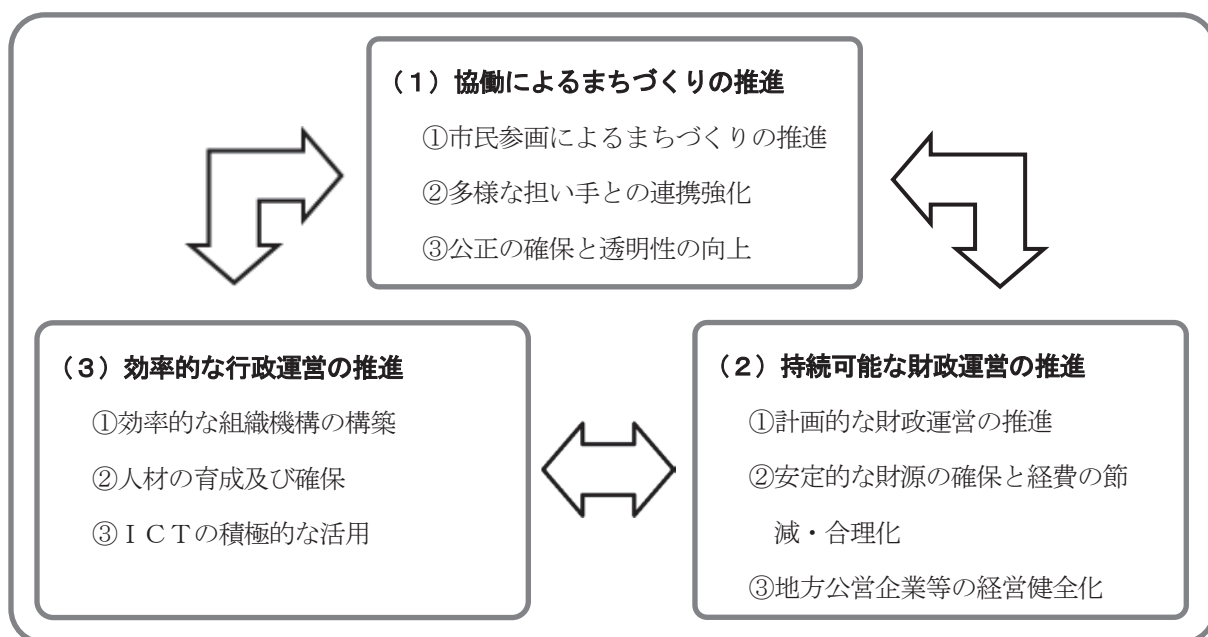 （１）協働によるまちづくりの推進
①市民参画によるまちづくりの推進
②多様な担い手との連携強化
③公正の確保と透明性の向上
（３）効率的な行政運営の推進
①効率的な組織機構の構築
②人材の育成及び確保
③ＩＣＴの積極的な活用
（２）持続可能な財政運営の推進
①計画的な財政運営の推進
②安定的な財源の確保と経費の節
減・合理化
③地方公営企業等の経営健全化